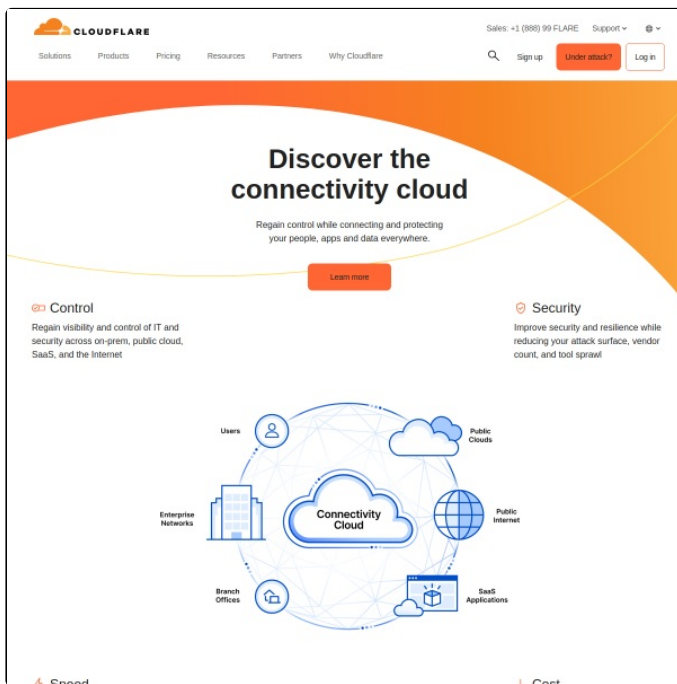 CLOUDFLARE
Sales: +1 (888) 99 FLARE Support
Solutions Products Pricing Resources Partners Why Cloudflare
Sign up Under attack? Log in
Discover the
connectivity cloud
Regain control while connecting and protecting
your people, apps and data everywhere.
Learn more
Control
Regain visibility and control of IT and
security across on-prem, public cloud,
SaaS, and the Internet
Security
Improve security and resilience while
reducing your attack surface, vendor
count, and tool sprawl
Users
Public
Clouds
Enterprise
Networks
Connectivity
Cloud
Public
Internet
Branch
Offices
SaaS
Applications
Speed
Cost